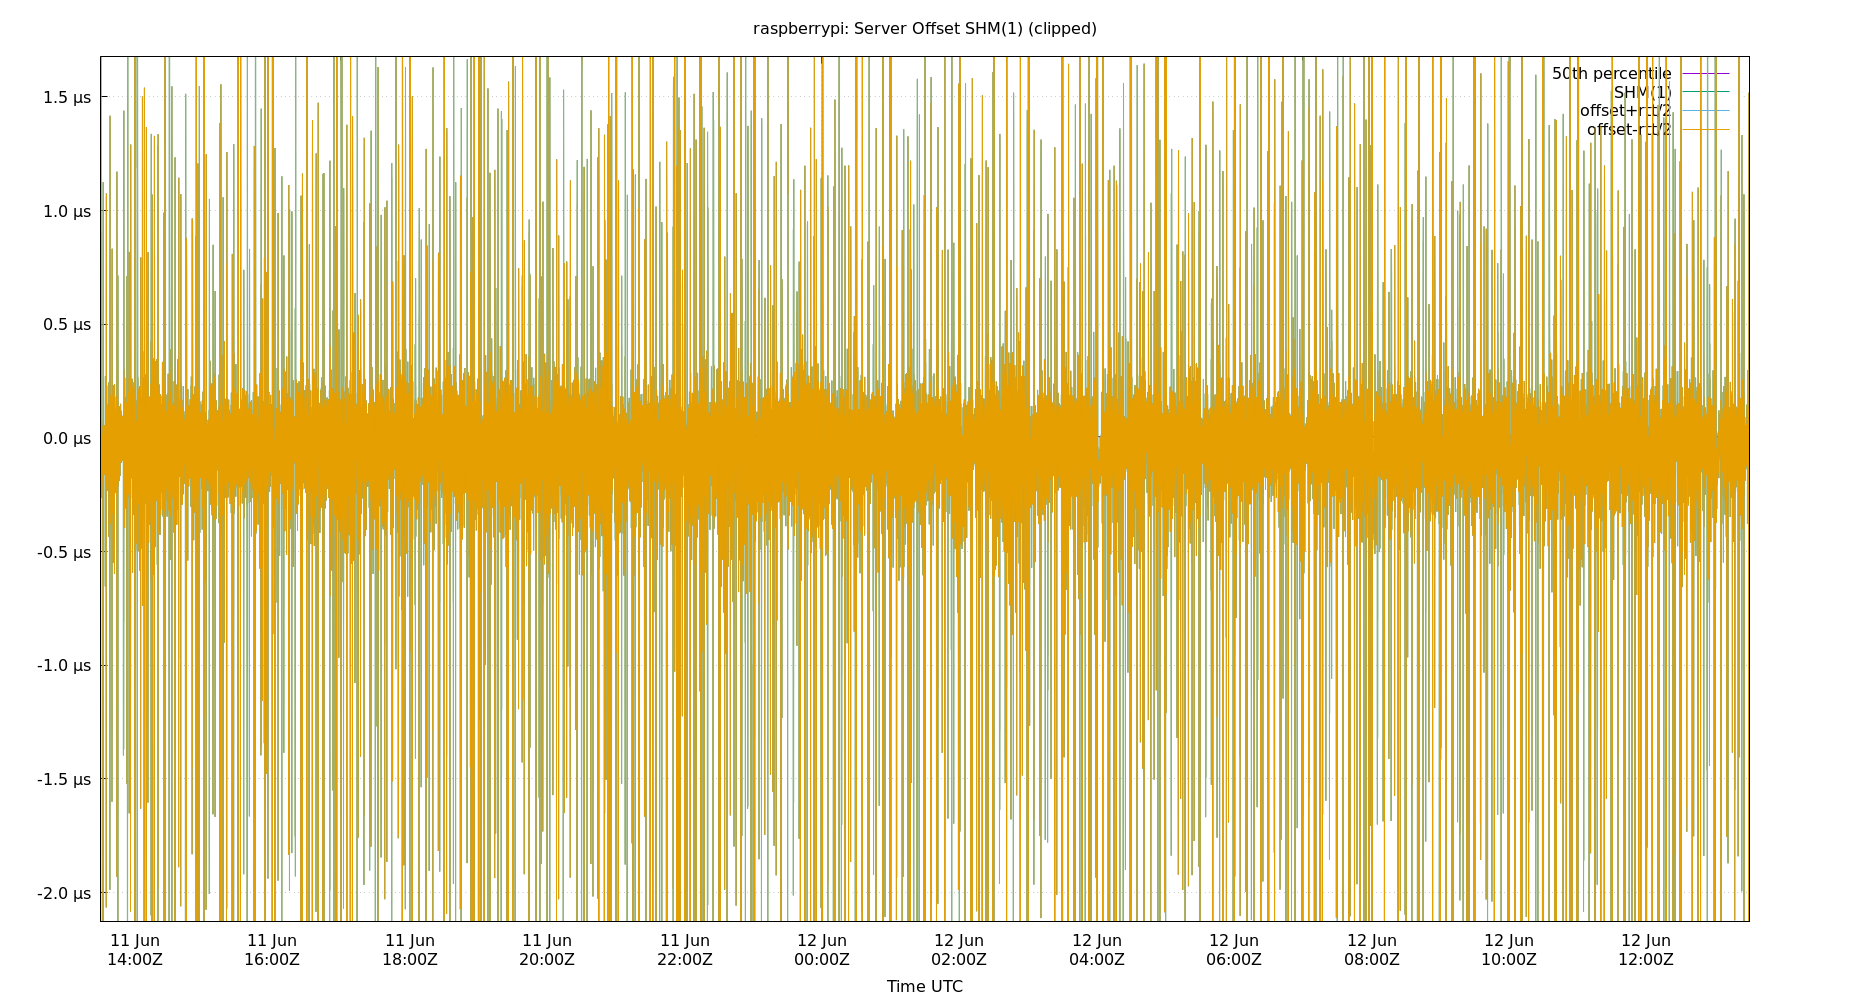 raspberrypi: Server Offset SHM(1) (clipped)
50th percentile
SHM(1)
offset+rtt/2
offset-rtt/2
1.5 µs
1.0 µs
0.5 µs
0.0 µs
-0.5 µs
-1.0 µs
-1.5 µs
-2.0 µs
11 Jun 11 Jun 11 Jun 11 Jun 11 Jun 12 Jun 12 Jun 12 Jun 12 Jun 12 Jun 12 Jun 12 Jun
14:00Z 16:00Z 18:00Z 20:00Z 22:00Z 00:00Z 02:00Z 04:00Z 06:00Z 08:00Z 10:00Z 12:00Z
Time UTC